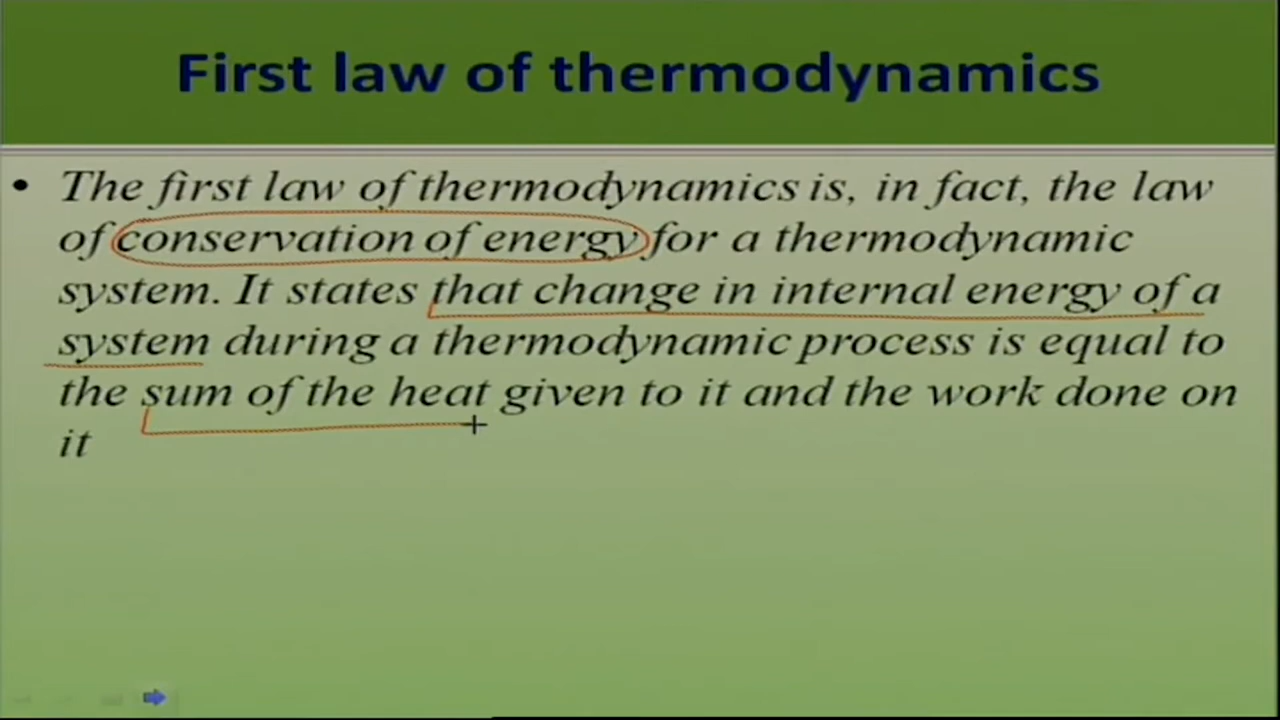 First law of thermodynamics
• The first law of thermodynamics is, in fact, the law
of conservation of energy for a thermodynamic
system. It states that change in internal energy of a
system during a thermodynamic process is equal to
the sum of the heat given to it and the work done on
it